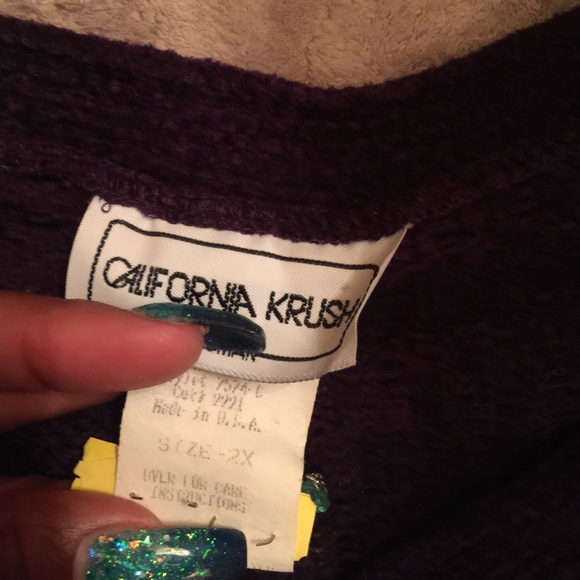 CALIFORNIA KRUSH
Made in U.S.A.
SIZE-2X
OVER FOR CARE
INSTRUCTIONS